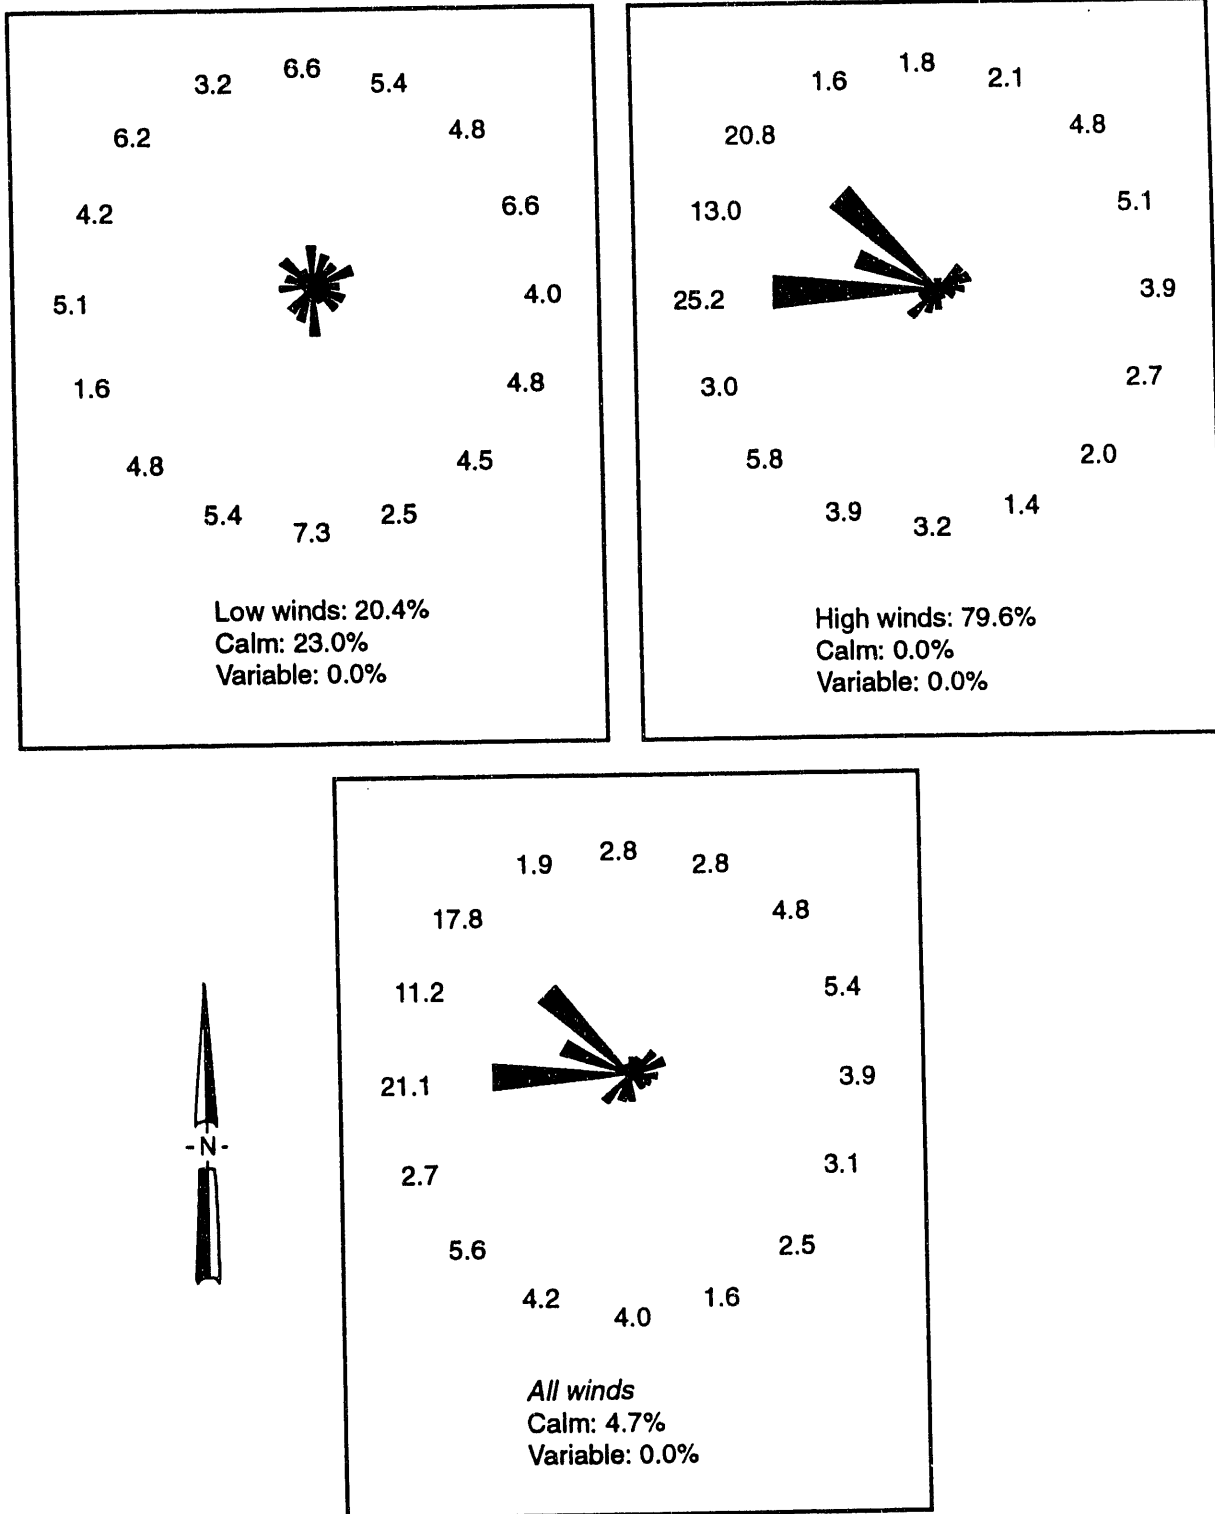 6.6
3.2 5.4
6.2 4.8
4.2 6.6
5.1 4.0
1.6 4.8
4.8 4.5
5.4 2.5
7.3
Low winds: 20.4%
Calm: 23.0%
Variable: 0.0%
1.8
1.6 2.1
20.8 4.8
13.0 5.1
25.2 3.9
3.0 2.7
5.8 2.0
3.9 1.4
3.2
High winds: 79.6%
Calm: 0.0%
Variable: 0.0%
-N-
2.8
1.9 2.8
17.8 4.8
11.2 5.4
21.1 3.9
2.7 3.1
5.6 2.5
4.2 1.6
4.0
All winds
Calm: 4.7%
Variable: 0.0%